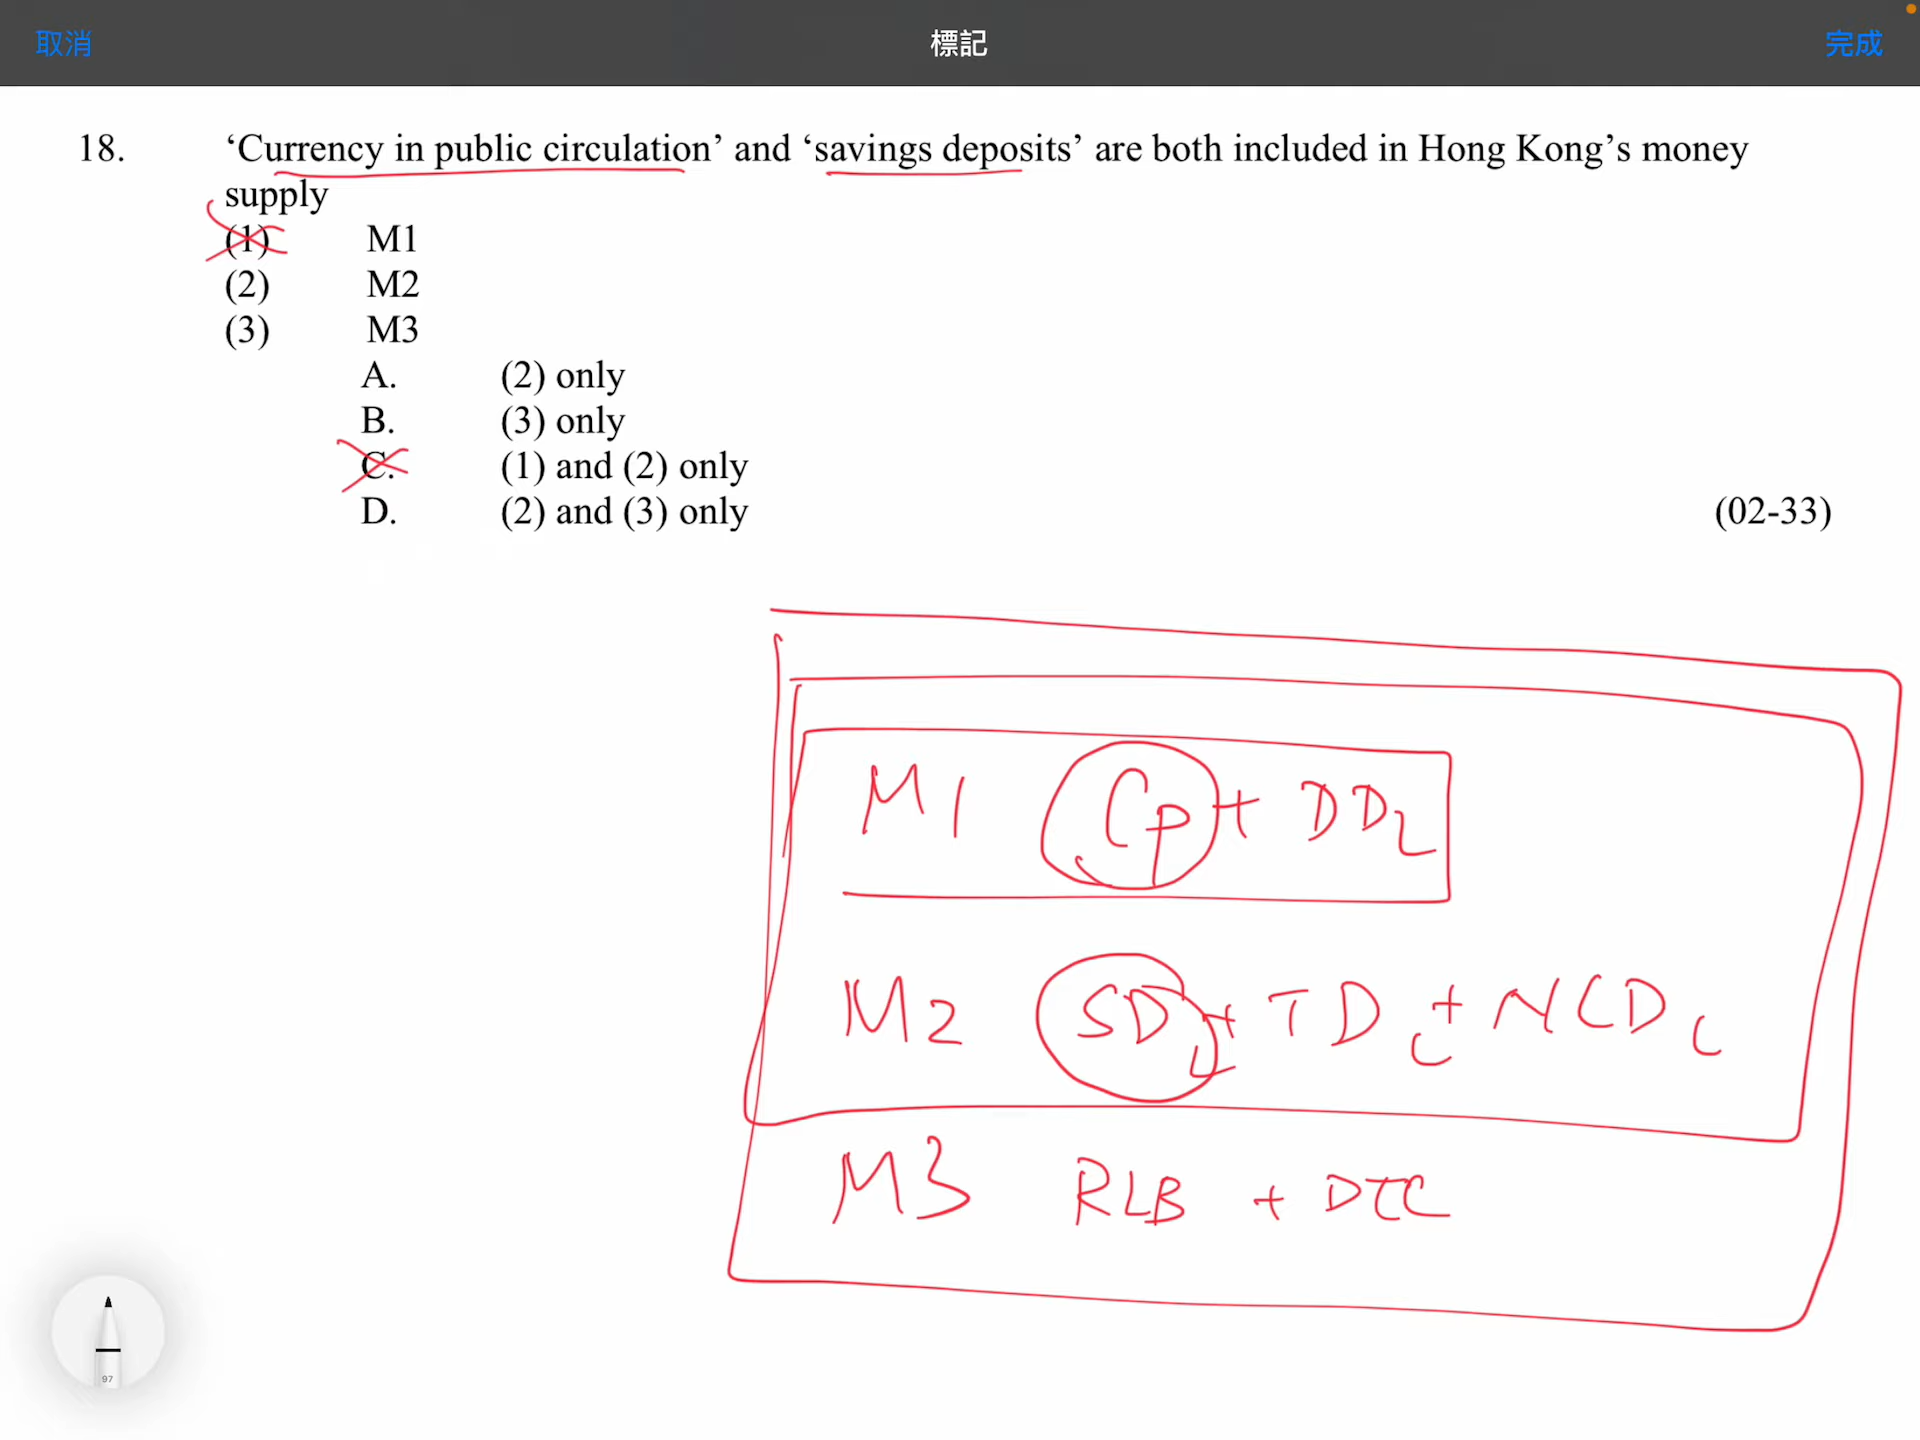 取消 標記 完成
18. ‘Currency in public circulation’ and ‘savings deposits’ are both included in Hong Kong’s money
supply
(1) M1
(2) M2
(3) M3
A. (2) only
B. (3) only
C. (1) and (2) only
D. (2) and (3) only (02-33)
M1 Cp + DDL
M2 SDL + TDL + NCDL
M3 RLB + DTC
97